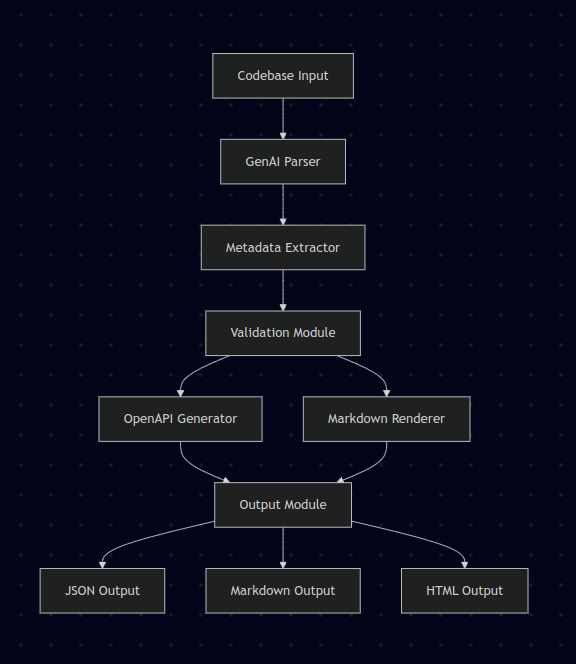 Codebase Input
GenAI Parser
Metadata Extractor
Validation Module
OpenAPI Generator
Markdown Renderer
Output Module
JSON Output
Markdown Output
HTML Output